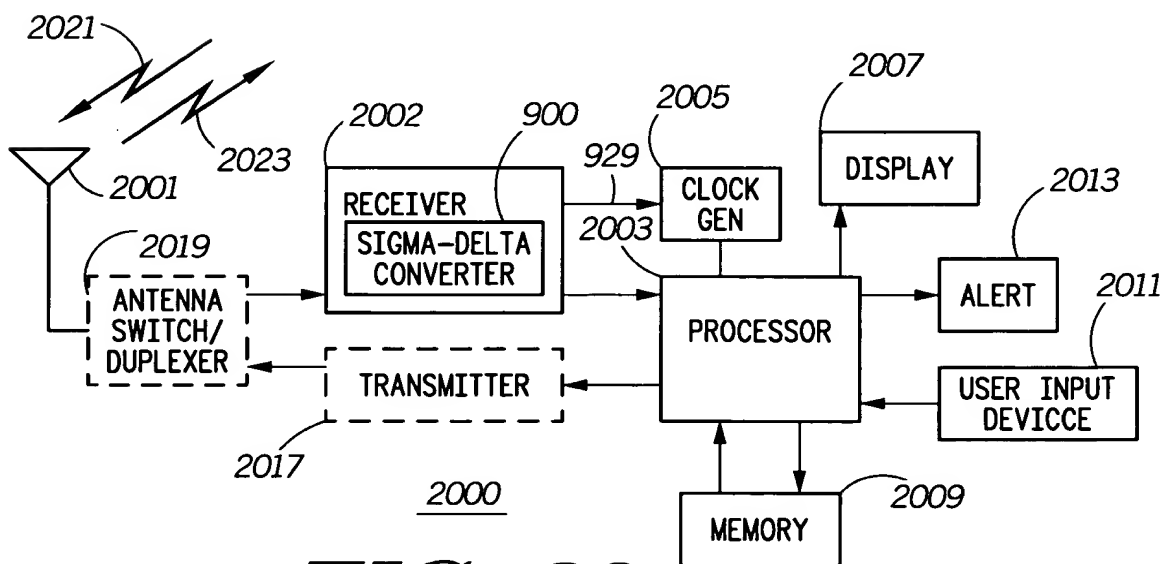 2021
2007
2005
2002
900
2023
929
DISPLAY
2001
2013
RECEIVER
CLOCK
GEN
2003
2019
SIGMA-DELTA
CONVERTER
ANTENNA
SWITCH/
DUPLEXER
ALERT
2011
PROCESSOR
TRANSMITTER
USER INPUT
DEVICCE
2017
2000
2009
MEMORY